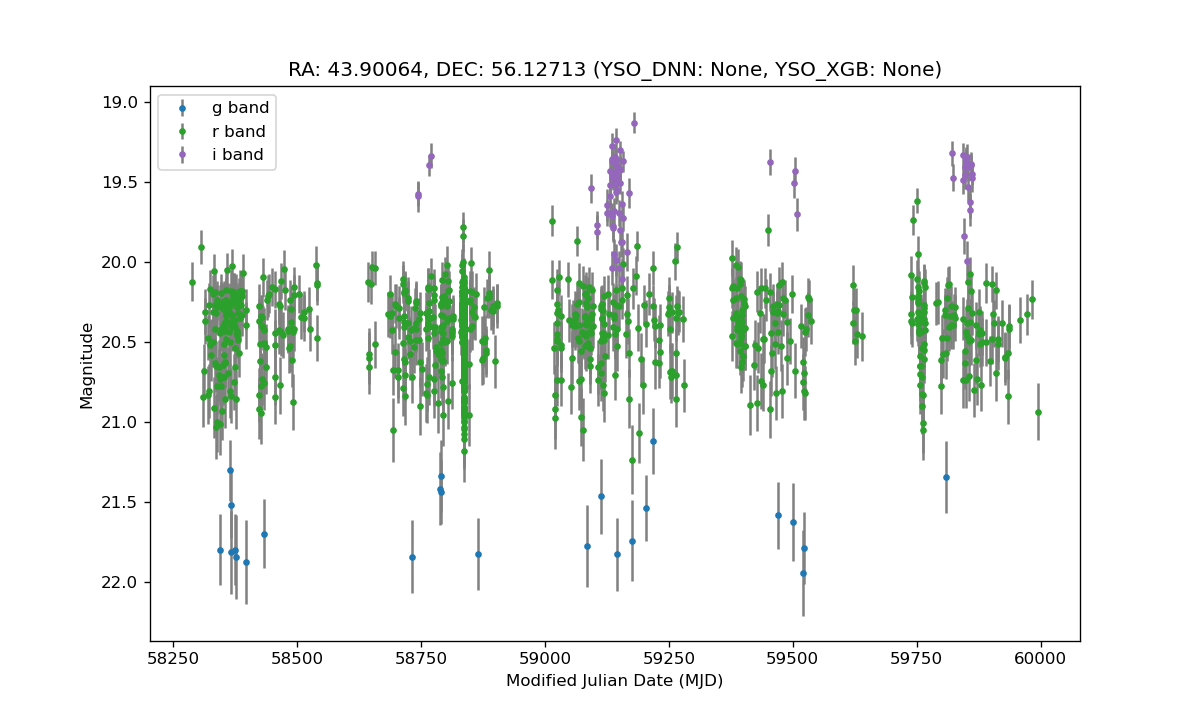 RA: 43.90064, DEC: 56.12713 (YSO_DNN: None, YSO_XGB: None)
g band
r band
i band
Magnitude
19.0
19.5
20.0
20.5
21.0
21.5
22.0
58250 58500 58750 59000 59250 59500 59750 60000
Modified Julian Date (MJD)